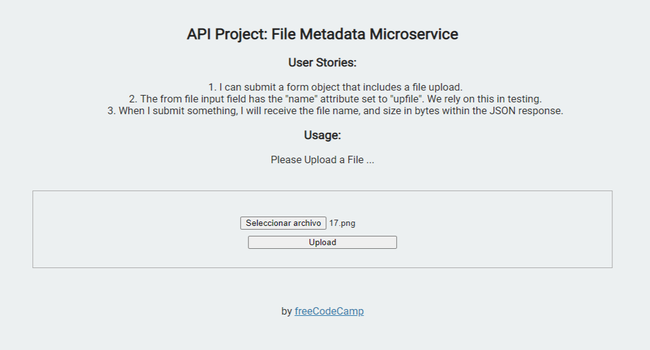 API Project: File Metadata Microservice
User Stories:
1. I can submit a form object that includes a file upload.
2. The from file input field has the "name" attribute set to "upfile". We rely on this in testing.
3. When I submit something, I will receive the file name, and size in bytes within the JSON response.
Usage:
Please Upload a File ...
Seleccionar archivo 17.png
Upload
by freeCodeCamp